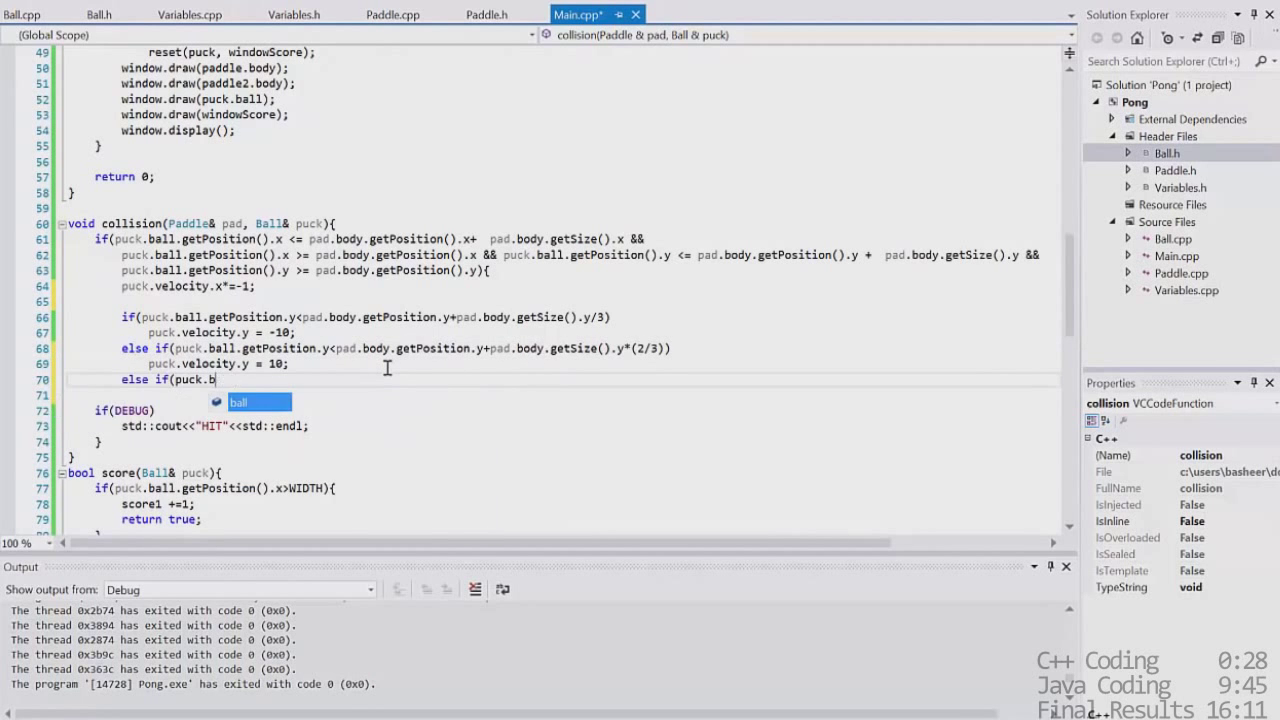 Ball.cpp Ball.h Variables.cpp Variables.h Paddle.cpp Paddle.h Main.cpp*
(Global Scope) collision(Paddle & pad, Ball & puck)
49 reset(puck, windowScore);
50 window.draw(paddle.body);
51 window.draw(paddle2.body);
52 window.draw(puck.ball);
53 window.draw(windowScore);
54 window.display();
55 }
56
57 return 0;
58 }
59
60 void collision(Paddle& pad, Ball& puck){
61 if(puck.ball.getPosition().x <= pad.body.getPosition().x+ pad.body.getSize().x &&
62 puck.ball.getPosition().x >= pad.body.getPosition().x && puck.ball.getPosition().y <= pad.body.getPosition().y + pad.body.getSize().y &&
63 puck.ball.getPosition().y >= pad.body.getPosition().y){
64 puck.velocity.x*=-1;
65
66 if(puck.ball.getPosition.y<pad.body.getPosition.y+pad.body.getSize().y/3)
67 puck.velocity.y = -10;
68 else if(puck.ball.getPosition.y<pad.body.getPosition.y+pad.body.getSize().y*(2/3))
69 puck.velocity.y = 10;
70 else if(puck.b
71 ball
72 if(DEBUG)
73 std::cout<<"HIT"<<std::endl;
74 }
75 }
76 bool score(Ball& puck){
77 if(puck.ball.getPosition().x>WIDTH){
78 score1 +=1;
79 return true;
100 %
Output
Show output from: Debug
The thread 0x2b74 has exited with code 0 (0x0).
The thread 0x3894 has exited with code 0 (0x0).
The thread 0x2874 has exited with code 0 (0x0).
The thread 0x3b9c has exited with code 0 (0x0).
The thread 0x363c has exited with code 0 (0x0).
The program '[14728] Pong.exe' has exited with code 0 (0x0).
Solution Explorer
Search Solution Explorer (Ctrl+;)
Solution 'Pong' (1 project)
Pong
External Dependencies
Header Files
Ball.h
Paddle.h
Variables.h
Resource Files
Source Files
Ball.cpp
Main.cpp
Paddle.cpp
Variables.cpp
Properties
collision VCCodeFunction
C++
(Name) collision
File c:\users\basheer\do
FullName collision
IsInjected False
IsInline False
IsOverloaded False
IsSealed False
IsTemplate False
TypeString void
C++ Coding 0:28
Java Coding 9:45
Final Results 16:11
C++